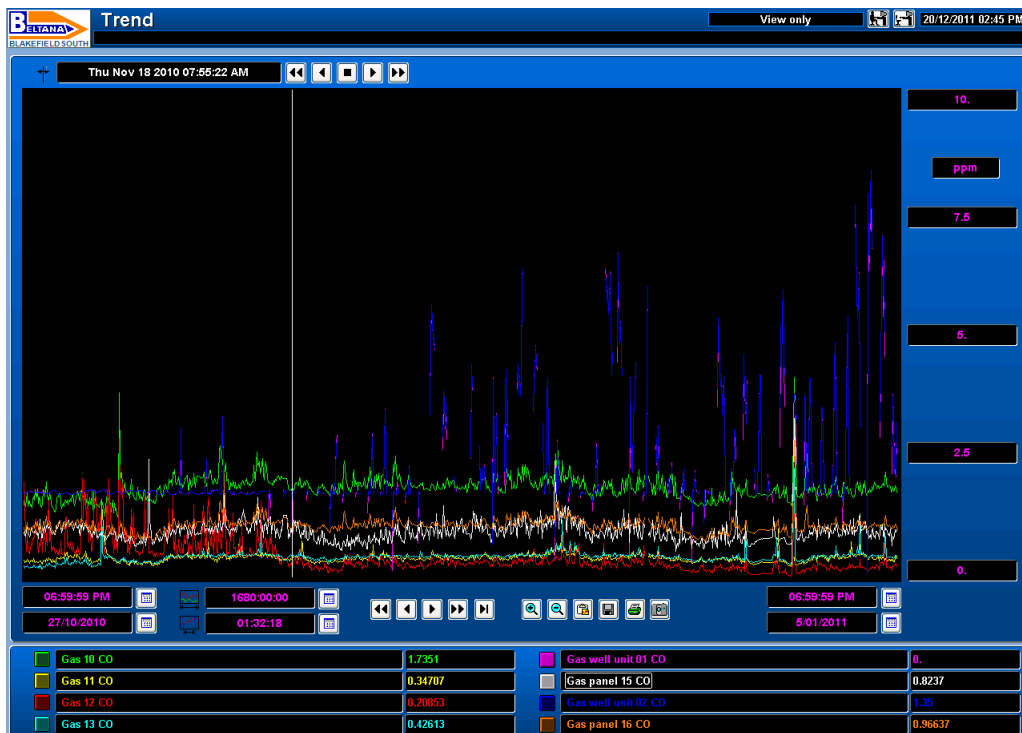 BELTANA Trend View only 20/12/2011 02:45 PM
BLAKEFIELD SOUTH
Thu Nov 18 2010 07:55:22 AM
10.
ppm
7.5
5.
2.5
0.
06:59:59 PM 1680:00:00 06:59:59 PM
27/10/2010 01:32:18 5/01/2011
Gas 10 CO 1.7351 Gas well unit 01 CO 0.
Gas 11 CO 0.34707 Gas panel 15 CO 0.8237
Gas 12 CO 0.20053 Gas well unit 02 CO 1.35
Gas 13 CO 0.42613 Gas panel 16 CO 0.96637